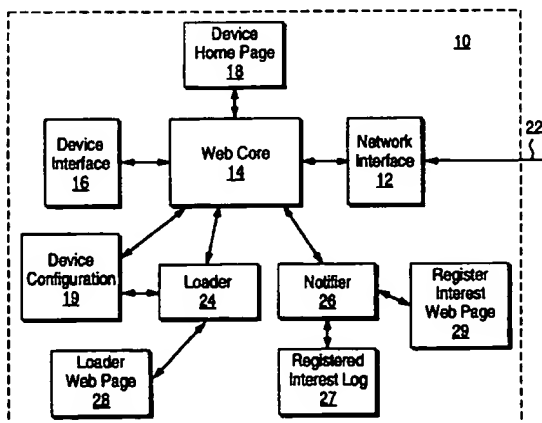 Device
Home Page
18
10
22
Device
Interface
16
Web Core
14
Network
Interface
12
Device
Configuration
19
Loader
24
Notifier
26
Register
Interest
Web Page
29
Loader
Web Page
28
Registered
Interest Log
27